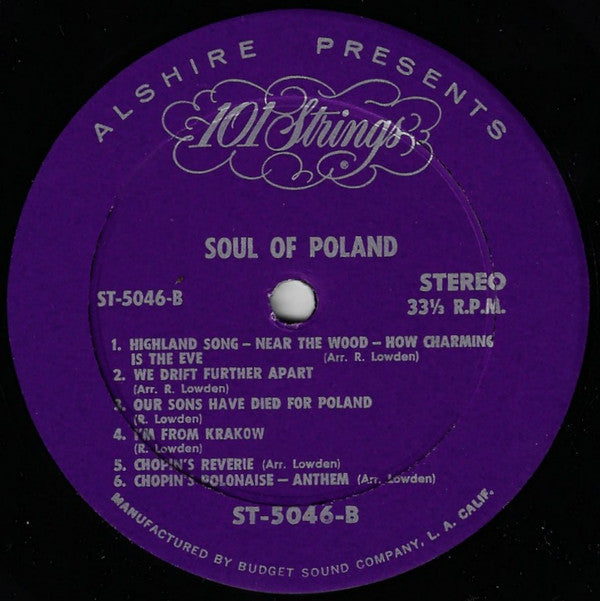 ALSHIRE PRESENTS
101 Strings®
SOUL OF POLAND
ST-5046-B
STEREO
33⅓ R.P.M.
1. HIGHLAND SONG – NEAR THE WOOD – HOW CHARMING
IS THE EVE (Arr. R. Lowden)
2. WE DRIFT FURTHER APART
(Arr. R. Lowden)
3. OUR SONS HAVE DIED FOR POLAND
(R. Lowden)
4. I'M FROM KRAKOW
(R. Lowden)
5. CHOPIN'S REVERIE (Arr. Lowden)
6. CHOPIN'S POLONAISE – ANTHEM (Arr. Lowden)
ST-5046-B
MANUFACTURED BY BUDGET SOUND COMPANY, L. A. CALIF.